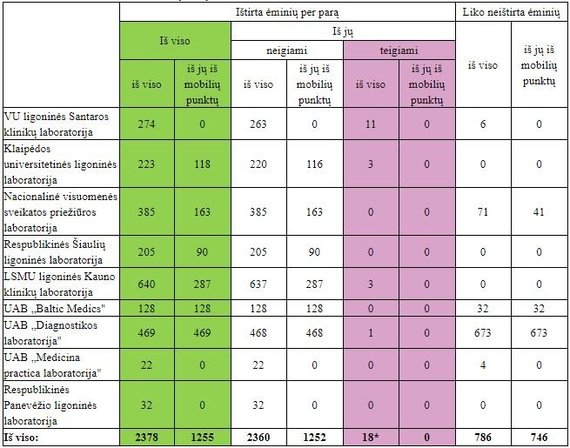 Ištirta ėminių per parą Liko neištirta ėminių
Iš viso Iš jų
neigiami teigiami
iš viso iš jų iš mobilių punktų iš viso iš jų iš mobilių punktų iš viso iš jų iš mobilių punktų iš viso iš jų iš mobilių punktų
VU ligoninės Santaros
klinikų laboratorija 274 0 263 0 11 0 6 0
Klaipėdos
universitetinės ligoninės
laboratorija 223 118 220 116 3 0 0 0
Nacionalinė visuomenės
sveikatos priežiūros
laboratorija 385 163 385 163 0 0 71 41
Respublikinės Šiaulių
ligoninės laboratorija 205 90 205 90 0 0 0 0
LSMU ligoninės Kauno
klinikų laboratorija 640 287 637 287 3 0 0 0
UAB ,,Baltic Medics" 128 128 128 128 0 0 32 32
UAB ,,Diagnostikos
laboratorija" 469 469 468 468 1 0 673 673
UAB ,,Medicina
practica laboratorija" 22 0 22 0 0 0 4 0
Respublikinės
Panevėžio ligoninės
laboratorija 32 0 32 0 0 0 0 0
Iš viso: 2378 1255 2360 1252 18* 0 786 746